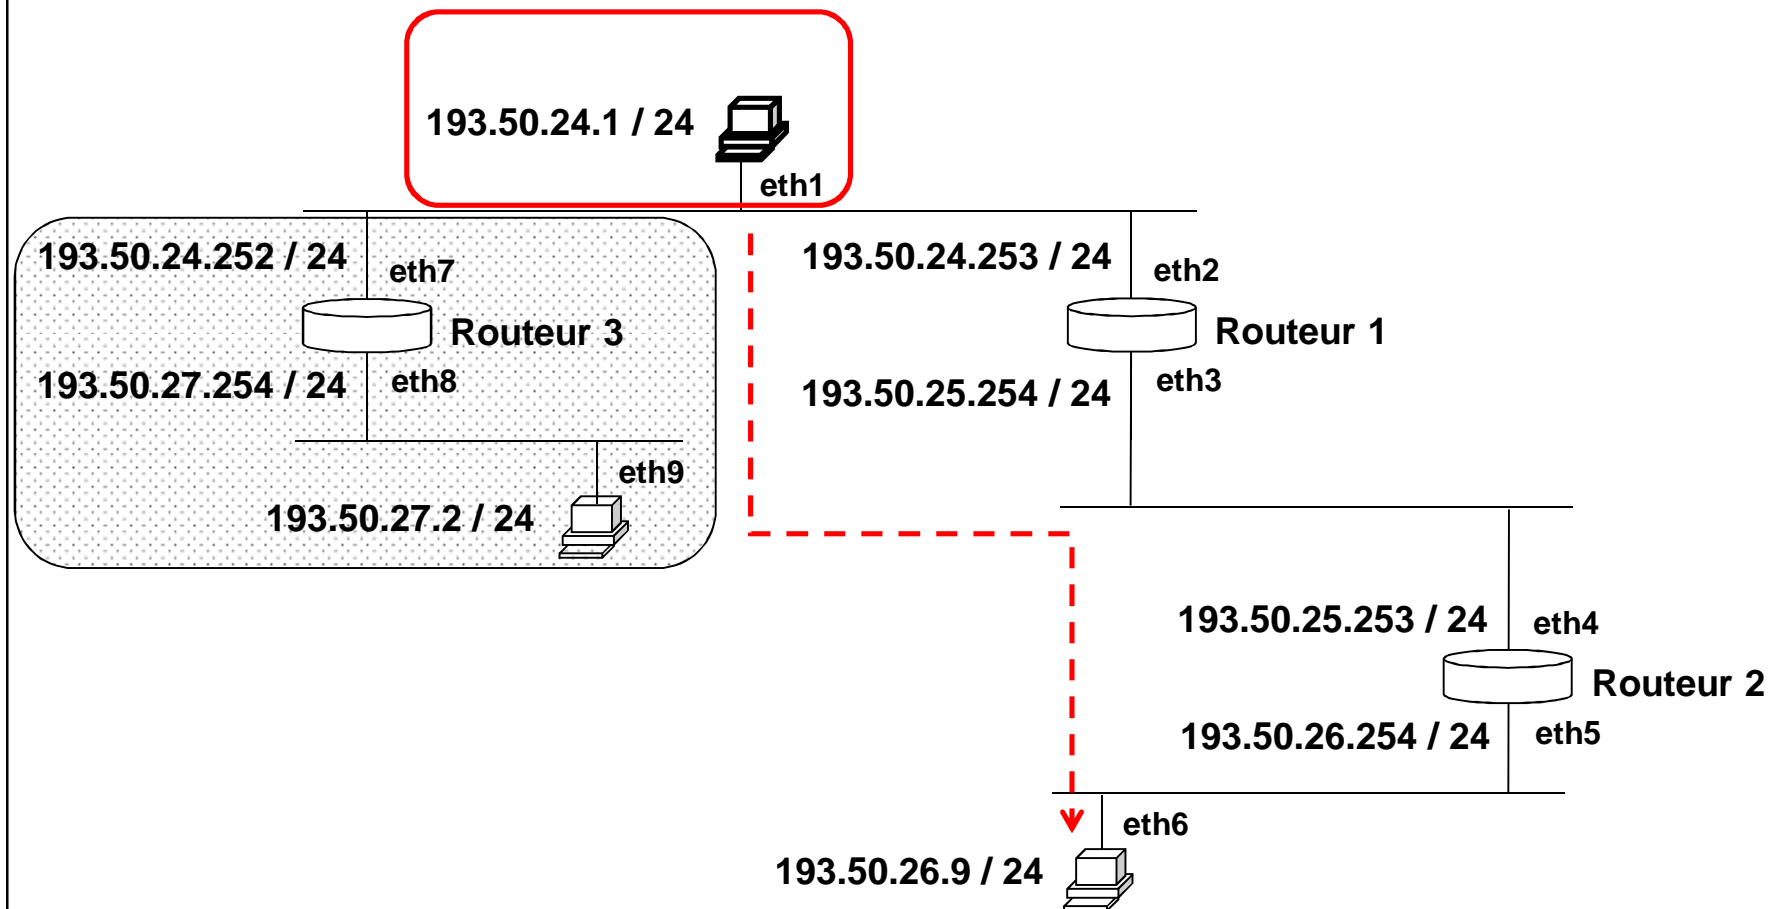 193.50.24.1 / 24
eth1
193.50.24.252 / 24
eth7
193.50.24.253 / 24
eth2
Routeur 3
Routeur 1
193.50.27.254 / 24
eth8
193.50.25.254 / 24
eth3
eth9
193.50.27.2 / 24
193.50.25.253 / 24
eth4
Routeur 2
193.50.26.254 / 24
eth5
eth6
193.50.26.9 / 24